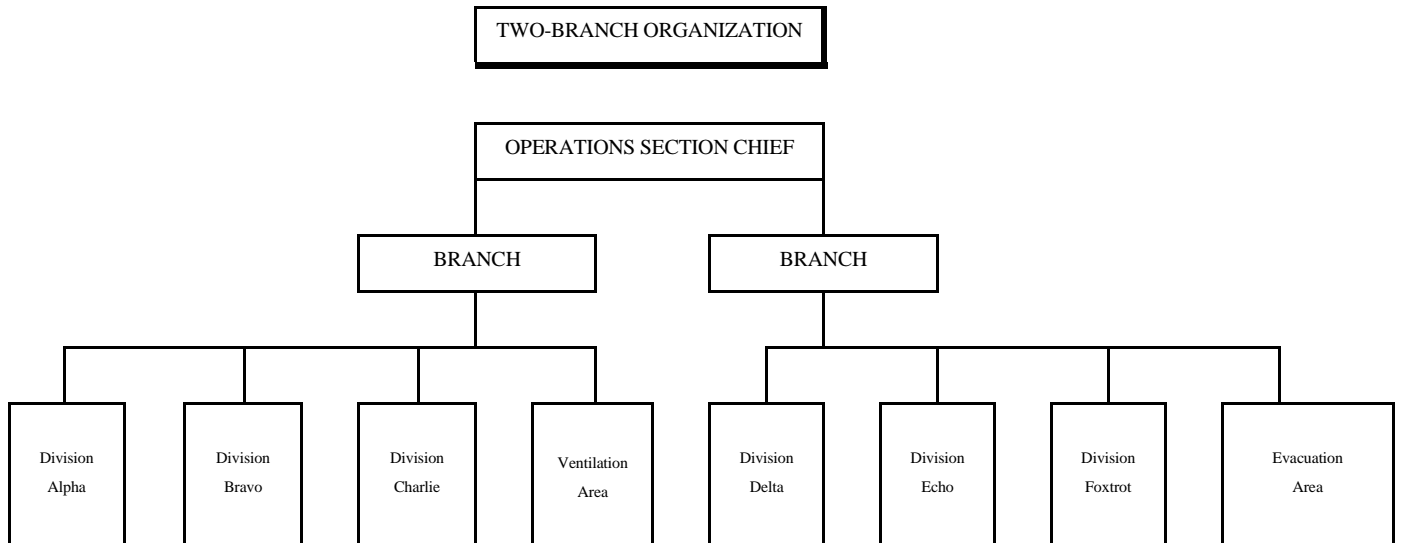 TWO-BRANCH ORGANIZATION
OPERATIONS SECTION CHIEF
BRANCH
BRANCH
Division
Alpha
Division
Bravo
Division
Charlie
Ventilation
Area
Division
Delta
Division
Echo
Division
Foxtrot
Evacuation
Area